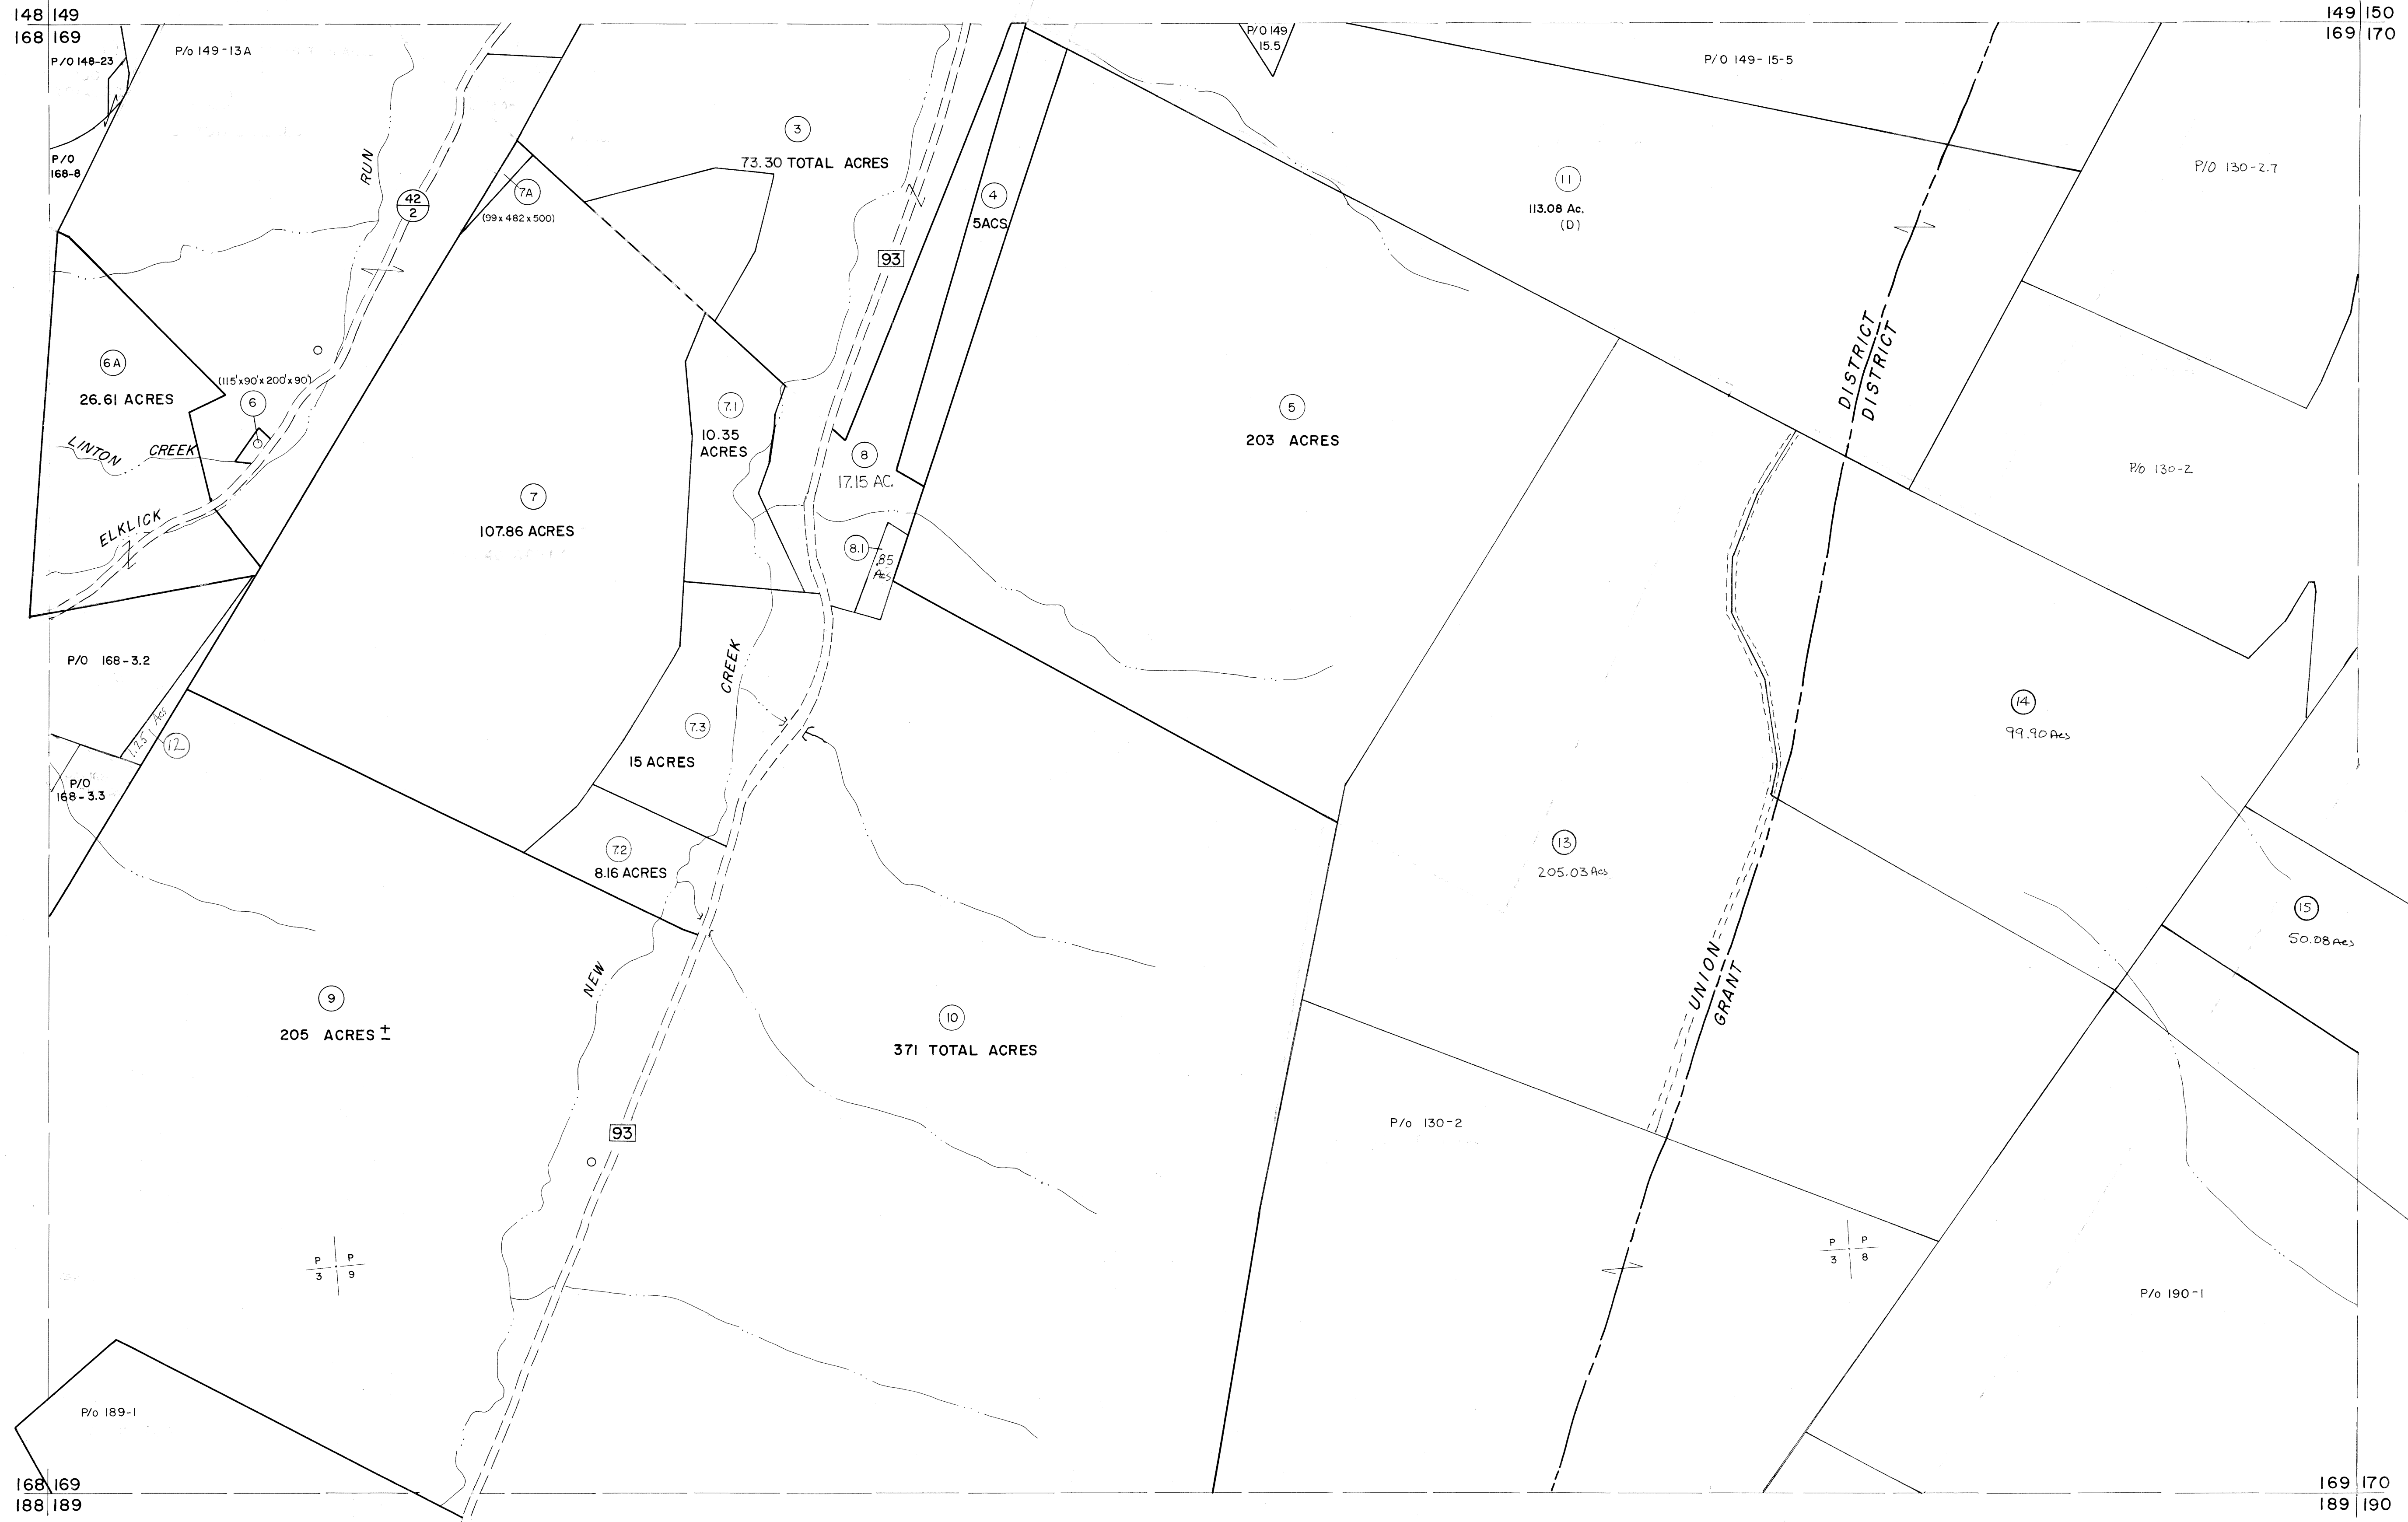 148 149
168 169
149 150
169 170
P/O 148-23
P/o 149-13A
P/O 149
15.5
P/O 149-15-5
P/O
168-8
RUN
42
2
3
73.30 TOTAL ACRES
7A
(99 x 482 x 500)
4
5ACS
93
11
113.08 Ac.
(D)
P/O 130-2.7
DISTRICT
DISTRICT
6A
26.61 ACRES
(115'x90'x200'x90')
6
LINTON CREEK
ELKLICK
7
107.86 ACRES
7.1
10.35
ACRES
8
17.15 AC.
8.1
.85
Acs
5
203 ACRES
P/o 130-2
P/O 168-3.2
1.25 Acs
12
P/O
168-3.3
CREEK
7.3
15 ACRES
7.2
8.16 ACRES
14
99.90 Acs
13
205.03 Acs
15
50.08 Acs
NEW
9
205 ACRES ±
10
371 TOTAL ACRES
UNION
GRANT
93
P/o 130-2
P P
3 9
P P
3 8
P/o 190-1
P/o 189-1
168 169
188 189
169 170
189 190